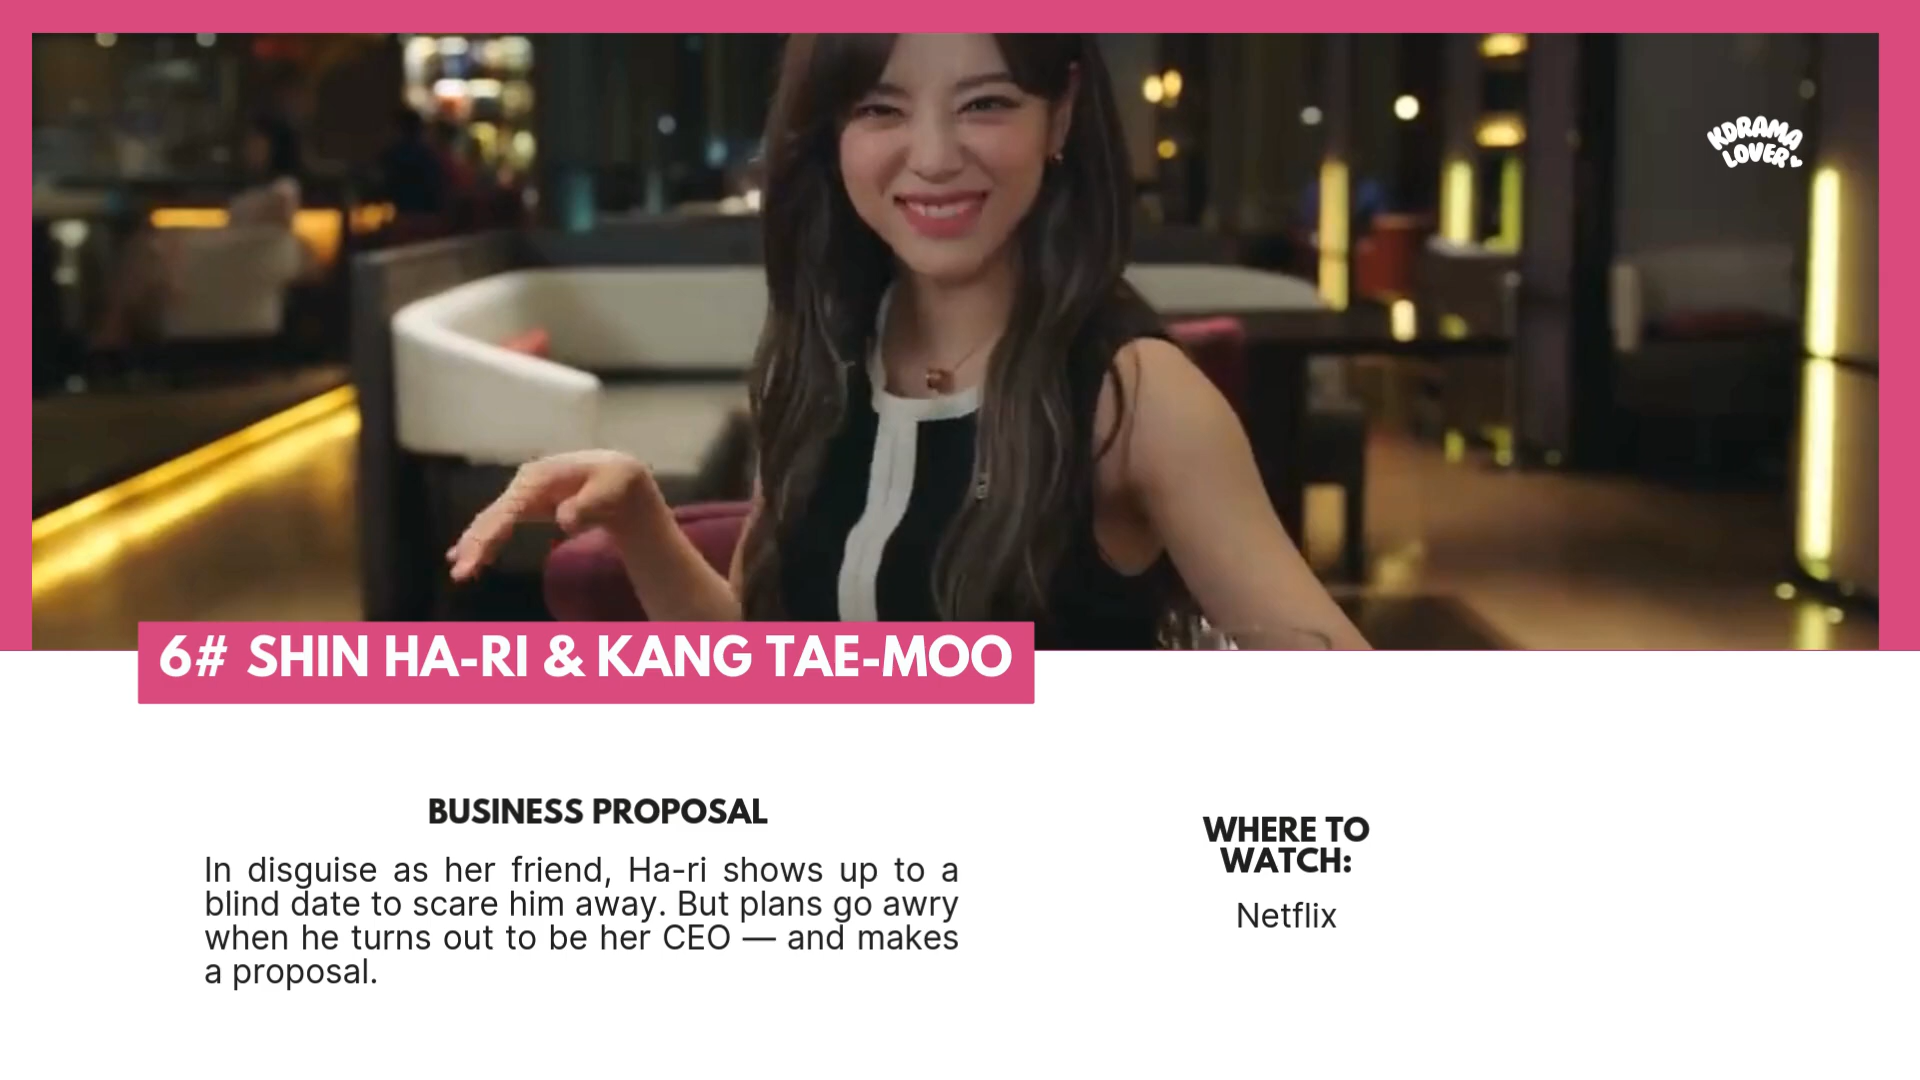 KDRAMA
LOVER
6# SHIN HA-RI & KANG TAE-MOO
BUSINESS PROPOSAL
In disguise as her friend, Ha-ri shows up to a
blind date to scare him away. But plans go awry
when he turns out to be her CEO — and makes
a proposal.
WHERE TO
WATCH:
Netflix